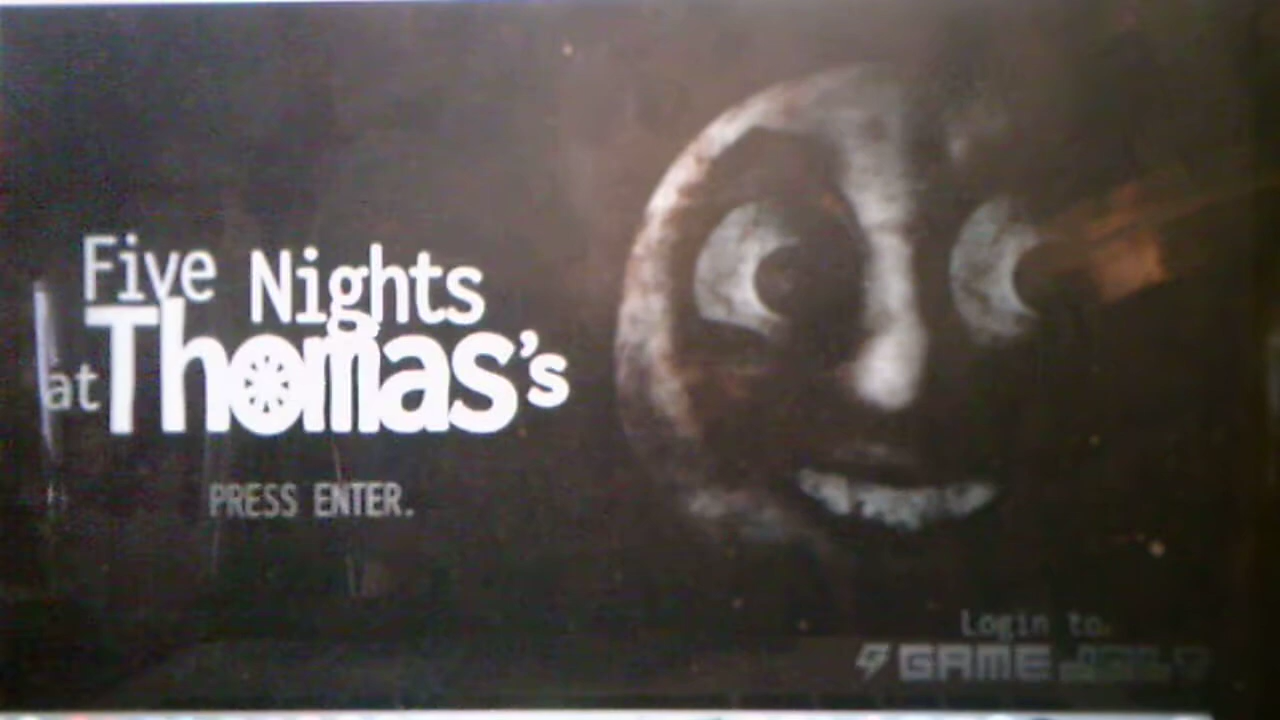 Five Nights
at Thomas's
PRESS ENTER.
Login to.
GAME